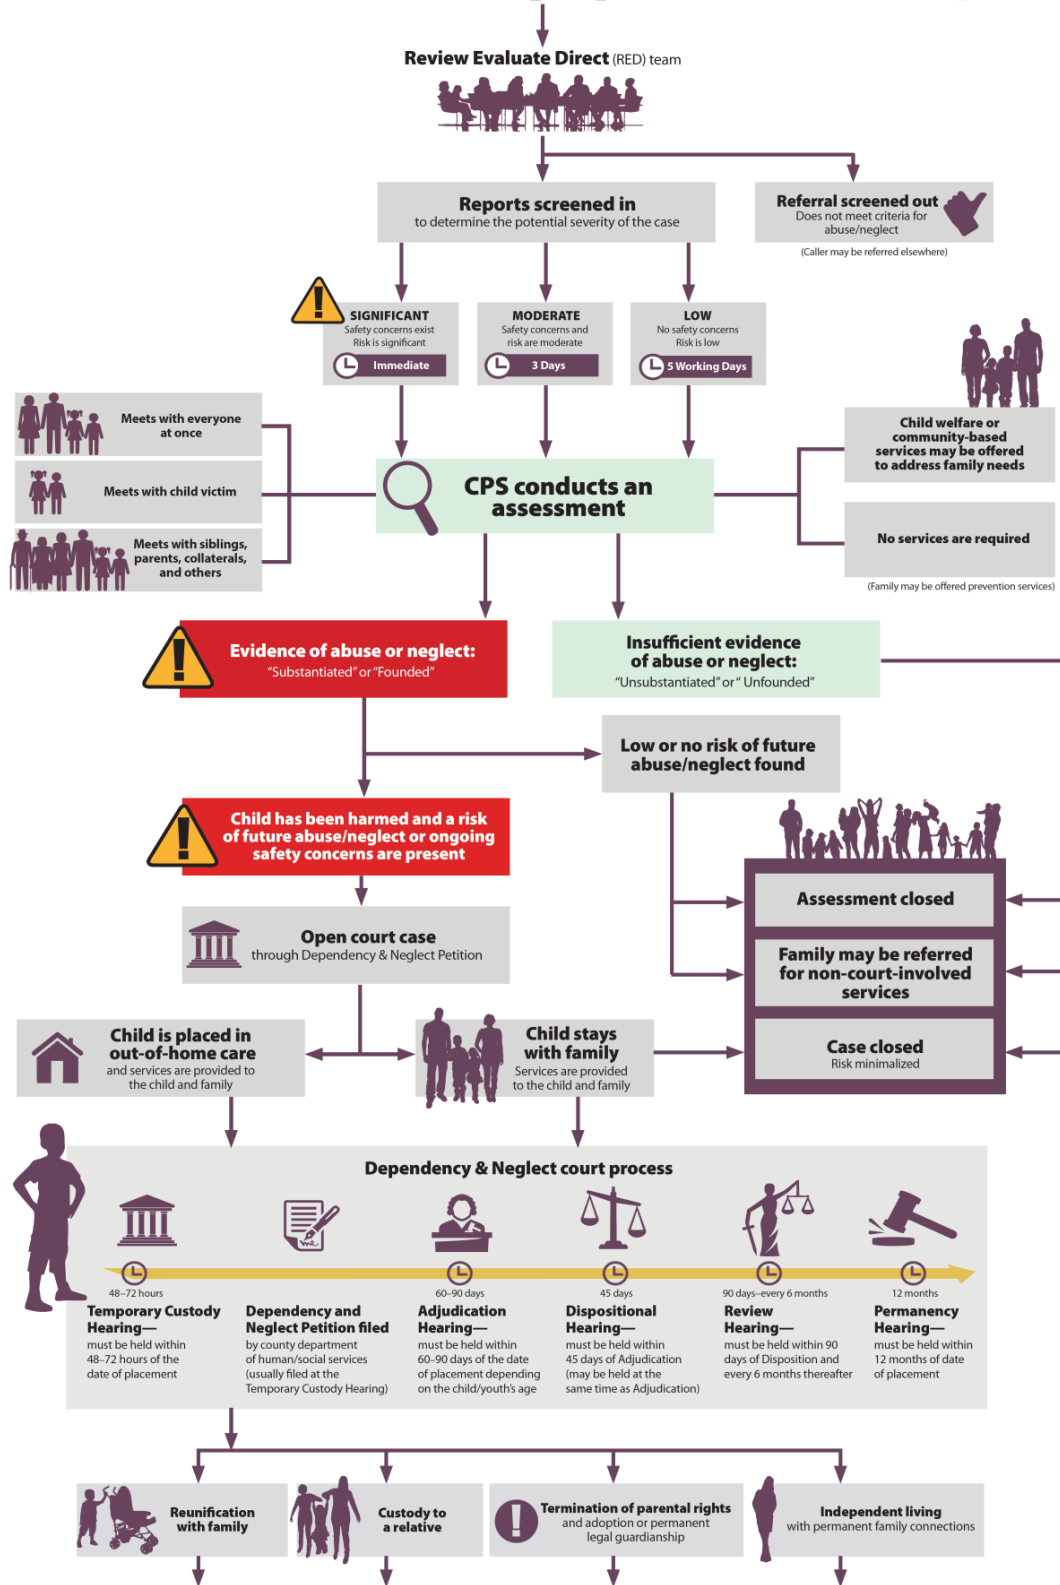 Review Evaluate Direct (RED) team
Reports screened in
to determine the potential severity of the case
Referral screened out
Does not meet criteria for
abuse/neglect
(Caller may be referred elsewhere)
SIGNIFICANT
Safety concerns exist
Risk is significant
Immediate
MODERATE
Safety concerns and
risk are moderate
3 Days
LOW
No safety concerns
Risk is low
5 Working Days
Meets with everyone
at once
Meets with child victim
Meets with siblings,
parents, collaterals,
and others
CPS conducts an
assessment
Child welfare or
community-based
services may be offered
to address family needs
No services are required
(Family may be offered prevention services)
Evidence of abuse or neglect:
“Substantiated” or “Founded”
Insufficient evidence
of abuse or neglect:
“Unsubstantiated” or “ Unfounded”
Low or no risk of future
abuse/neglect found
Child has been harmed and a risk
of future abuse/neglect or ongoing
safety concerns are present
Assessment closed
Family may be referred
for non-court-involved
services
Case closed
Risk minimalized
Open court case
through Dependency & Neglect Petition
Child is placed in
out-of-home care
and services are provided to
the child and family
Child stays
with family
Services are provided
to the child and family
Dependency & Neglect court process
48–72 hours
Temporary Custody
Hearing—
must be held within
48–72 hours of the
date of placement
Dependency and
Neglect Petition filed
by county department
of human/social services
(usually filed at the
Temporary Custody Hearing)
60–90 days
Adjudication
Hearing—
must be held within
60–90 days of the date
of placement depending
on the child/youth’s age
45 days
Dispositional
Hearing—
must be held within
45 days of Adjudication
(may be held at the
same time as Adjudication)
90 days–every 6 months
Review
Hearing—
must be held within 90
days of Disposition and
every 6 months thereafter
12 months
Permanency
Hearing—
must be held within
12 months of date
of placement
Reunification
with family
Custody to
a relative
Termination of parental rights
and adoption or permanent
legal guardianship
Independent living
with permanent family connections